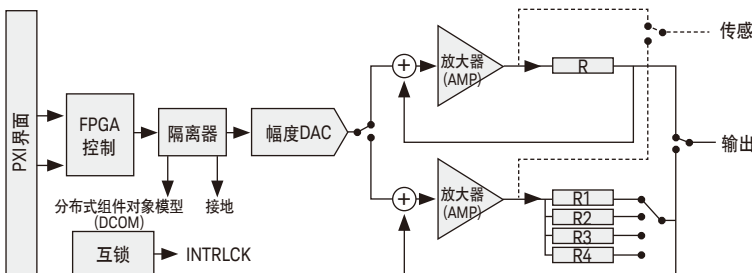 PXI界面
FPGA
控制
隔离器
幅度DAC
放大器
(AMP)
R
传感
输出
分布式组件对象模型
(DCOM)
接地
放大器
(AMP)
R1
R2
R3
R4
互锁
INTRLCK